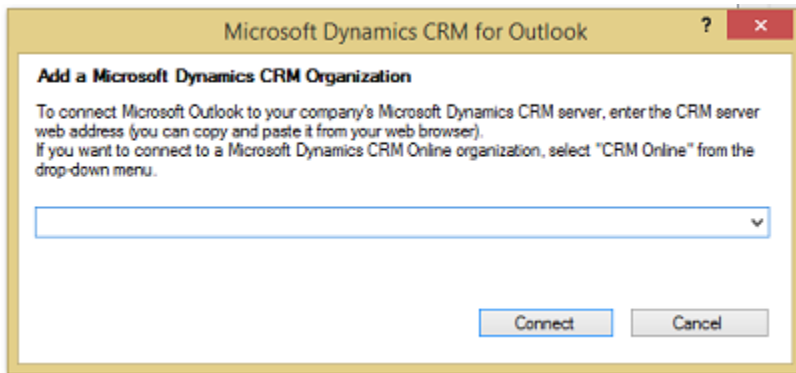 Microsoft Dynamics CRM for Outlook
?
Add a Microsoft Dynamics CRM Organization
To connect Microsoft Outlook to your company's Microsoft Dynamics CRM server, enter the CRM server
web address (you can copy and paste it from your web browser).
If you want to connect to a Microsoft Dynamics CRM Online organization, select "CRM Online" from the
drop-down menu.
Connect
Cancel